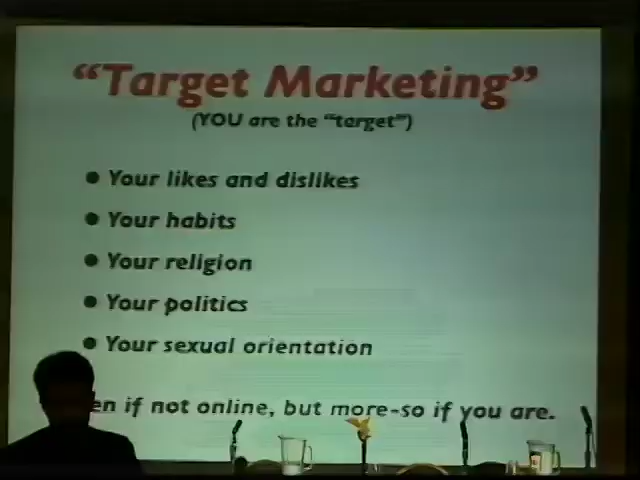 “Target Marketing”
(YOU are the “target”)
• Your likes and dislikes
• Your habits
• Your religion
• Your politics
• Your sexual orientation
en if not online, but more-so if you are.